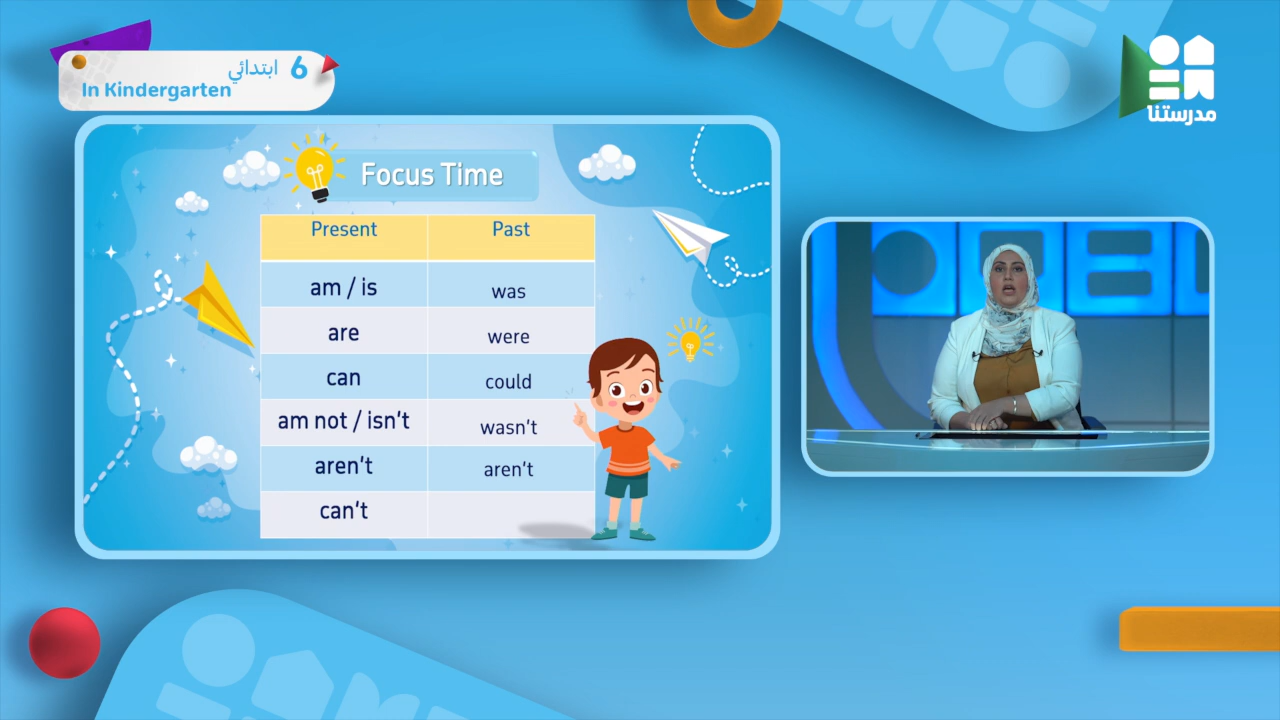 6 ابتدائي
In Kindergarten
مدرستنا
Focus Time
Present Past
am / is was
are were
can could
am not / isn't wasn't
aren't aren't
can't